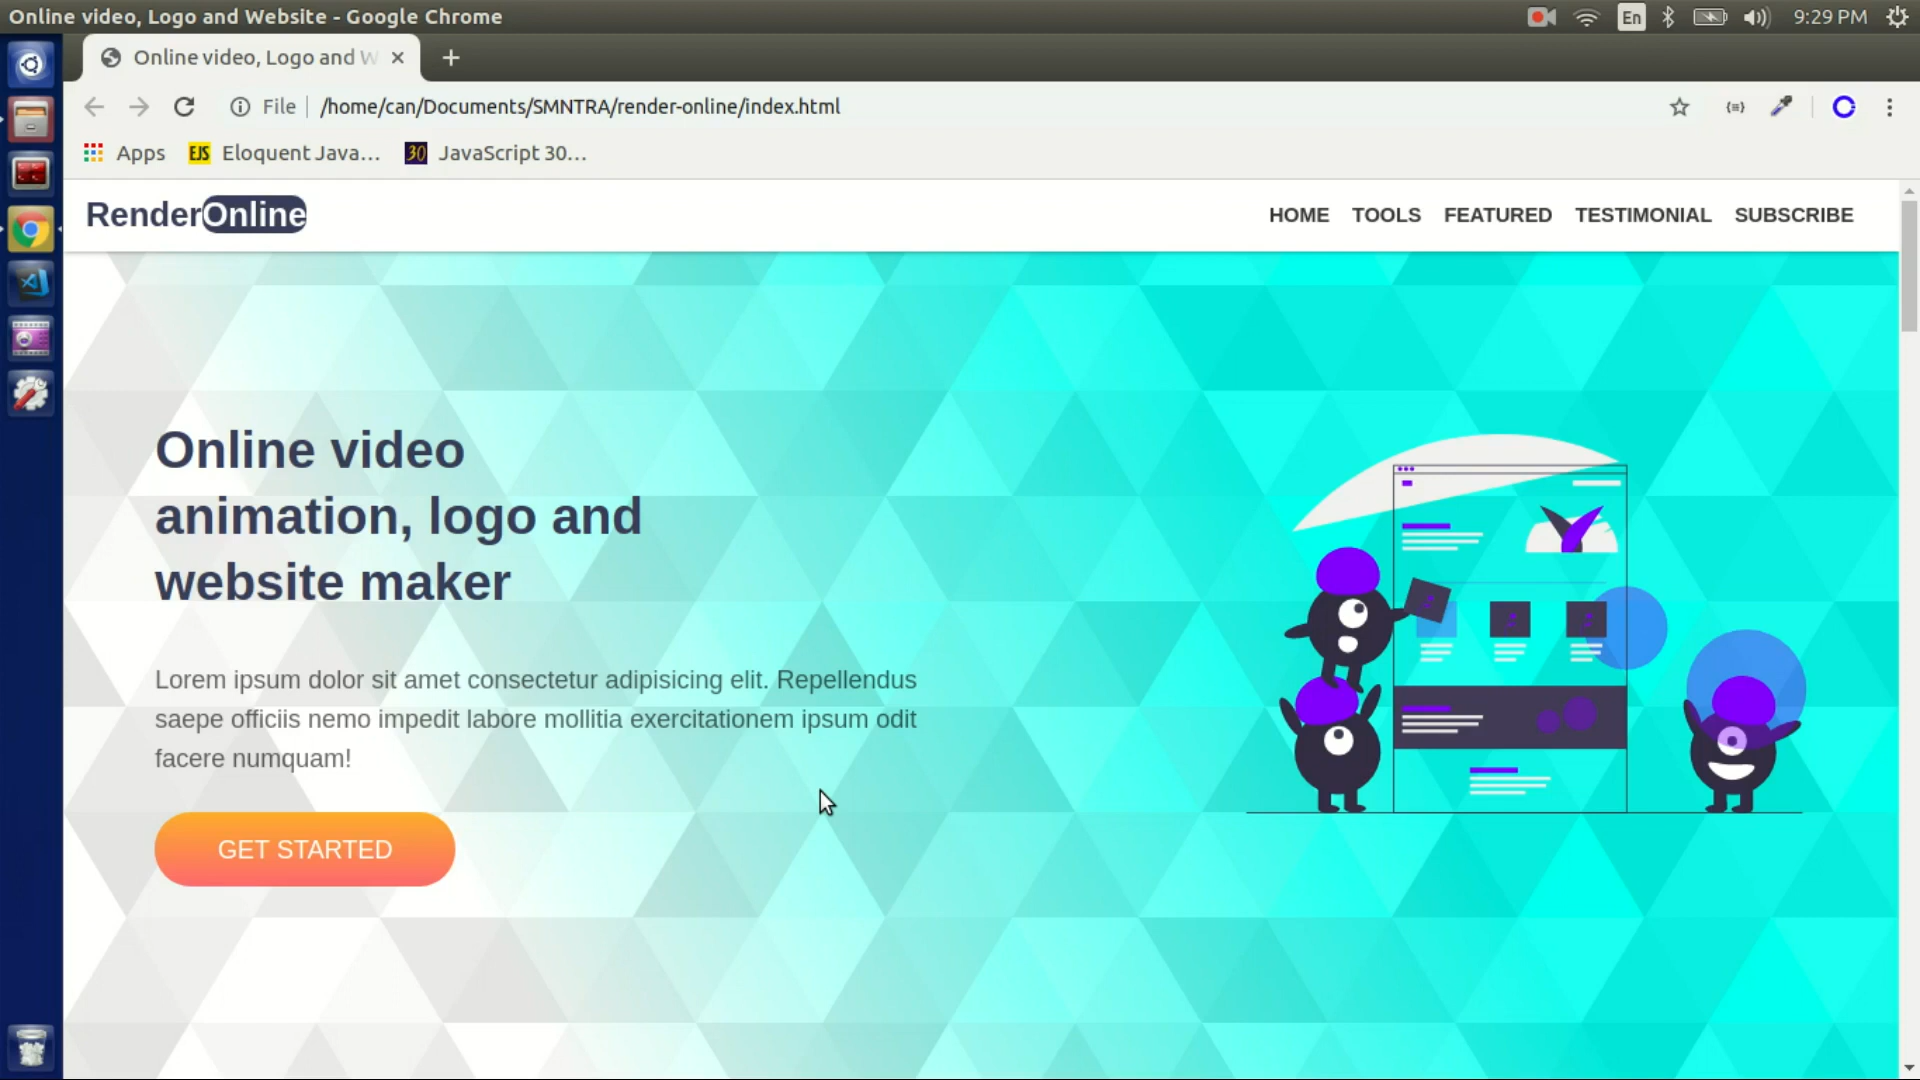 Online video, Logo and Website - Google Chrome
En
9:29 PM
Online video, Logo and W
File
/home/can/Documents/SMNTRA/render-online/index.html
Apps
EJS
Eloquent Java...
30
JavaScript 30...
RenderOnline
HOME
TOOLS
FEATURED
TESTIMONIAL
SUBSCRIBE
Online video
animation, logo and
website maker
Lorem ipsum dolor sit amet consectetur adipisicing elit. Repellendus
saepe officiis nemo impedit labore mollitia exercitationem ipsum odit
facere numquam!
GET STARTED